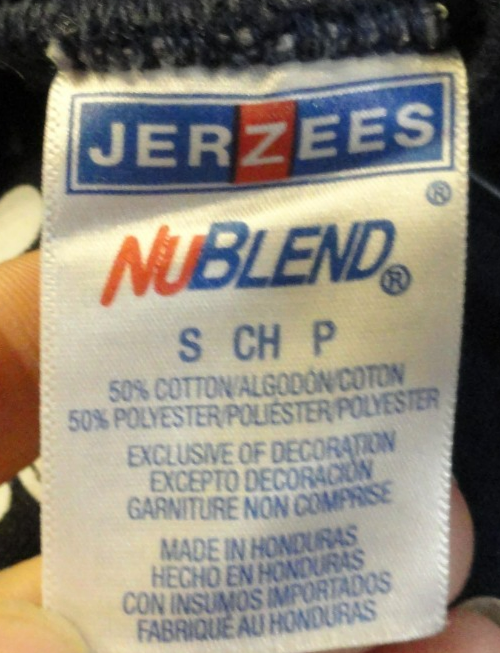 JERZEES
®
NUBLEND®
S CH P
50% COTTON/ALGODÓN/COTON
50% POLYESTER/POLIÉSTER/POLYESTER
EXCLUSIVE OF DECORATION
EXCEPTO DECORACIÓN
GARNITURE NON COMPRISE
MADE IN HONDURAS
HECHO EN HONDURAS
CON INSUMOS IMPORTADOS
FABRIQUÉ AU HONDURAS